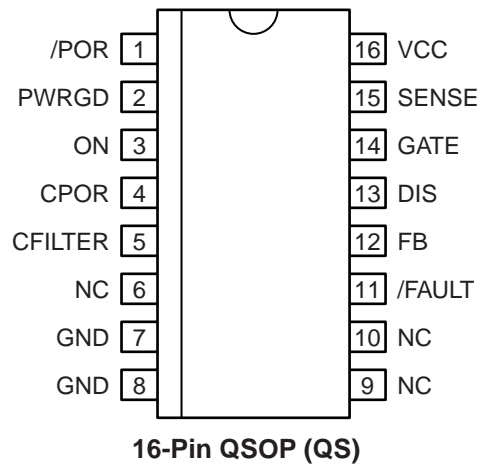 /POR 1 16 VCC
PWRGD 2 15 SENSE
ON 3 14 GATE
CPOR 4 13 DIS
CFILTER 5 12 FB
NC 6 11 /FAULT
GND 7 10 NC
GND 8 9 NC
16-Pin QSOP (QS)